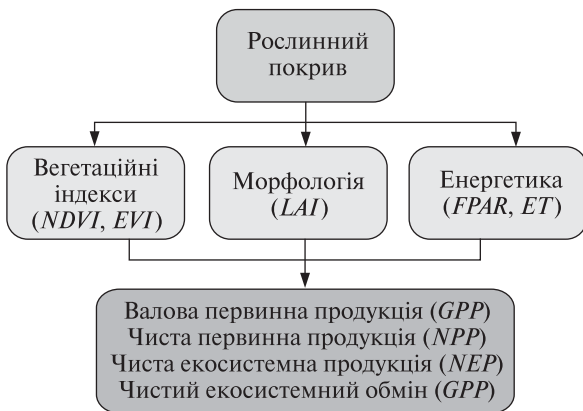 Рослинний
покрив
Вегетаційні
індекси
(NDVI, EVI)
Морфологія
(LAI)
Енергетика
(FPAR, ET)
Валова первинна продукція (GPP)
Чиста первинна продукція (NPP)
Чиста екосистемна продукція (NEP)
Чистий екосистемний обмін (GPP)